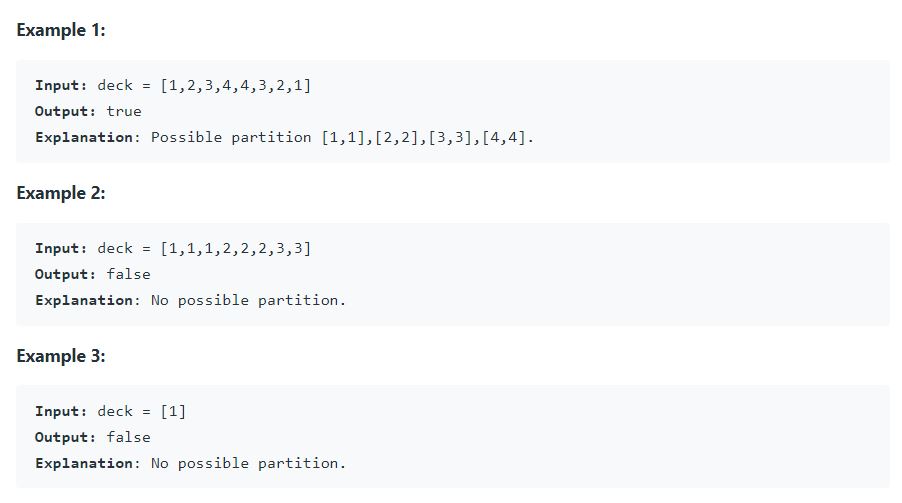 Example 1:
Input: deck = [1,2,3,4,4,3,2,1]
Output: true
Explanation: Possible partition [1,1],[2,2],[3,3],[4,4].
Example 2:
Input: deck = [1,1,1,2,2,2,3,3]
Output: false
Explanation: No possible partition.
Example 3:
Input: deck = [1]
Output: false
Explanation: No possible partition.